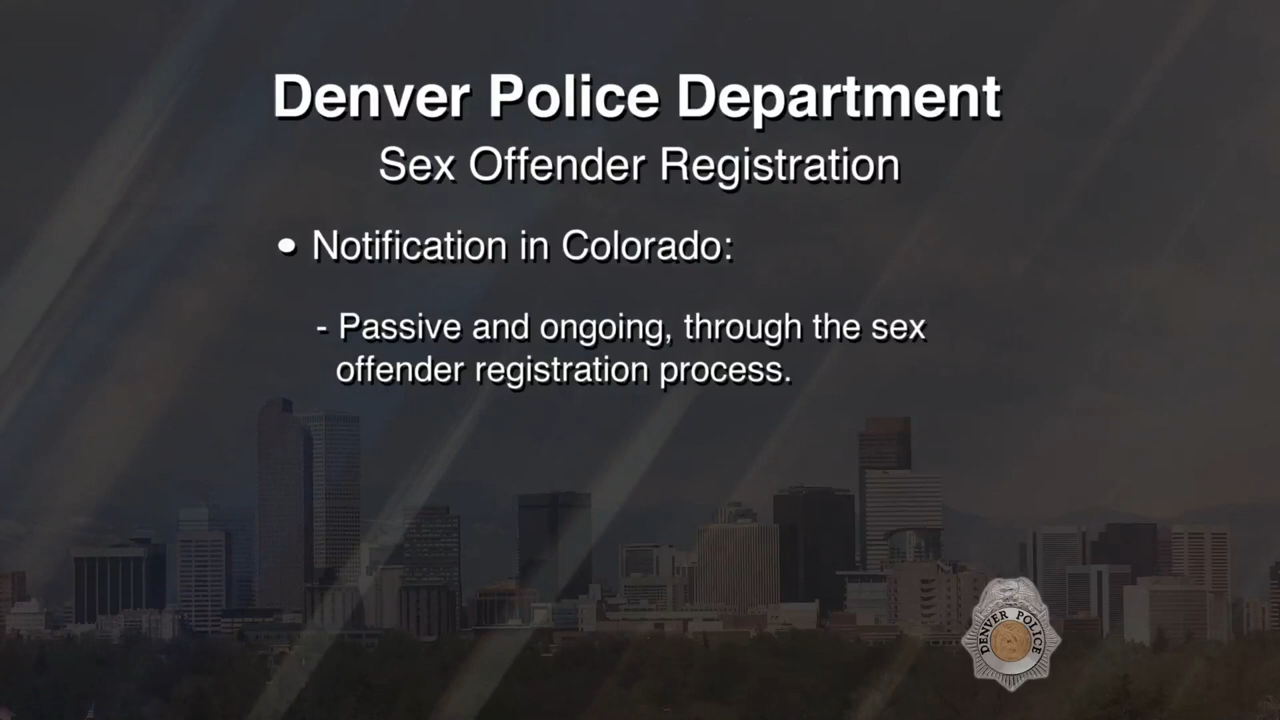 Denver Police Department
Sex Offender Registration
• Notification in Colorado:
- Passive and ongoing, through the sex
offender registration process.
DENVER POLICE